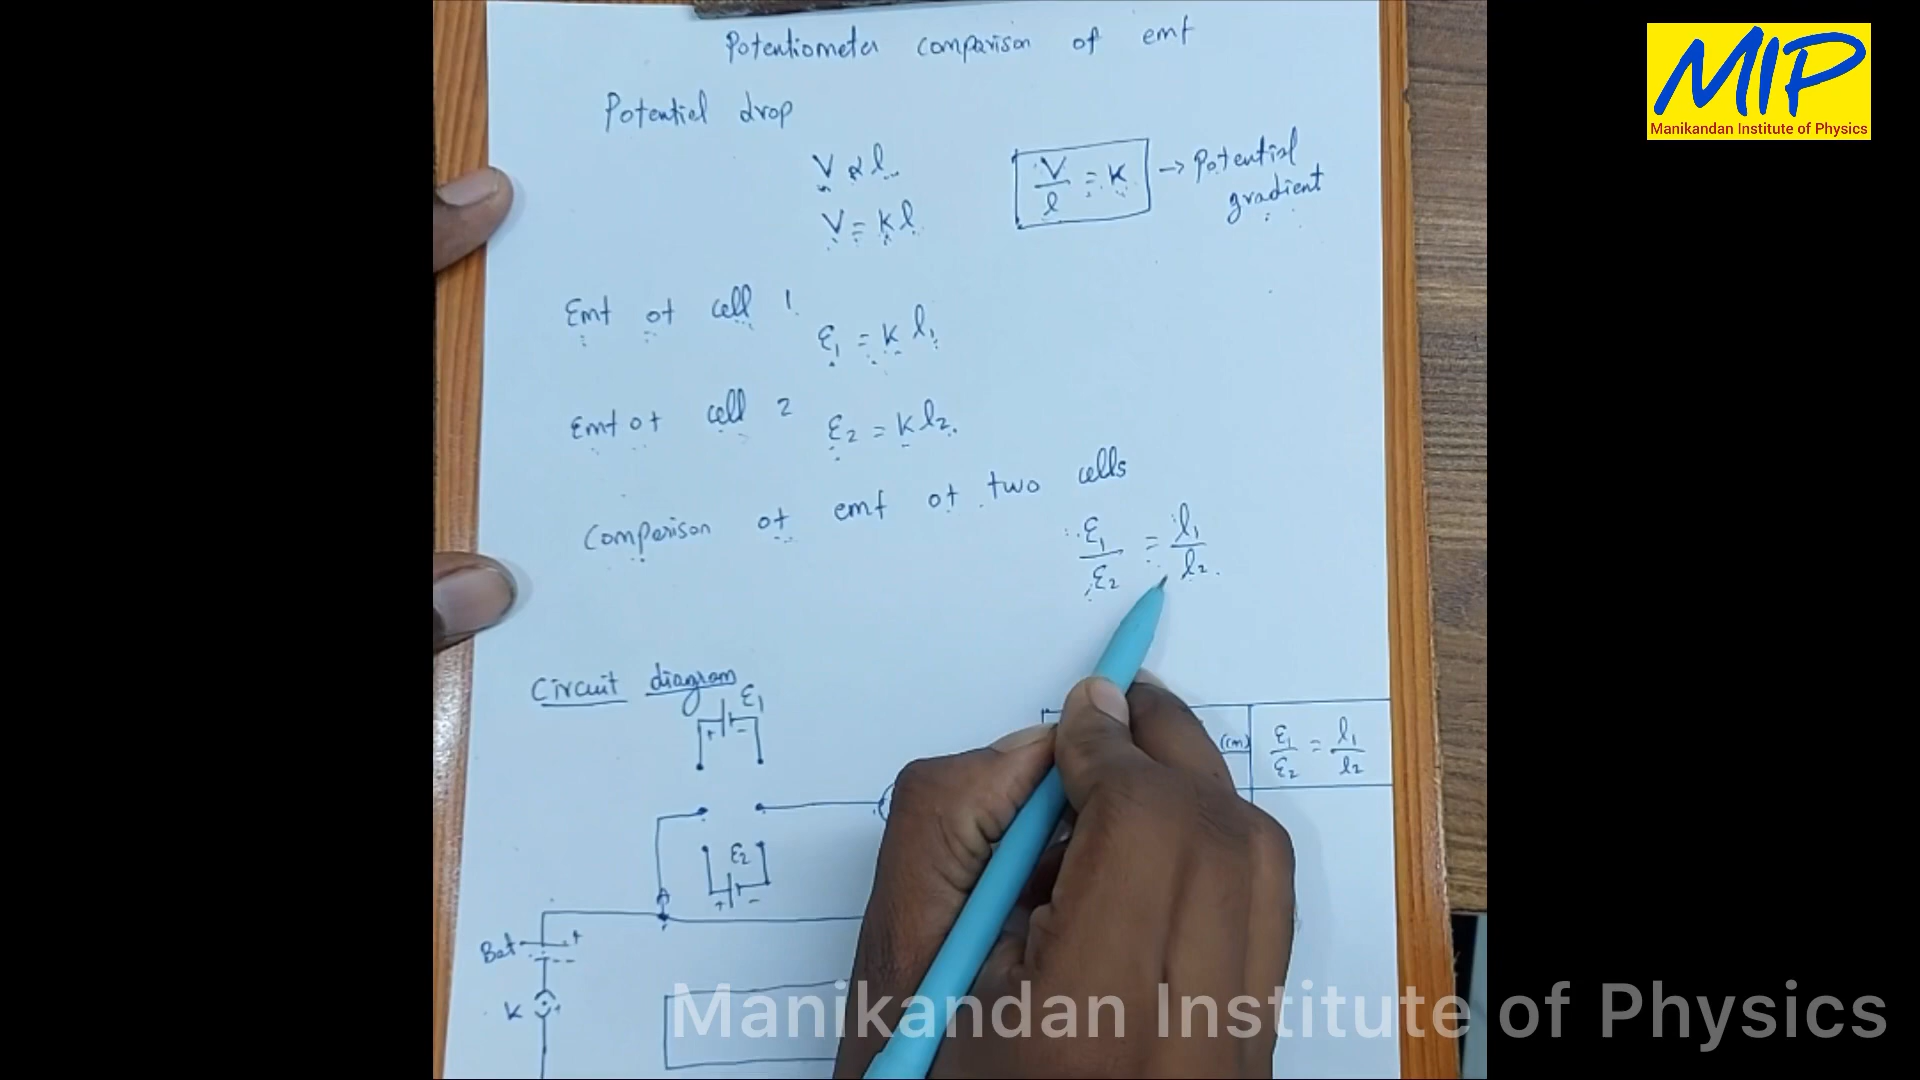 Potentiometer comparison of emf
Potential drop
V ∝ l
V = Kl
V/l = K → Potential gradient
Emf of cell 1
ε₁ = K l₁
Emf of cell 2 ε₂ = K l₂.
Comparison of emf of two cells
ε₁/ε₂ = l₁/l₂.
Circuit diagram
ε₁
+ -
(cm) ε₁/ε₂ = l₁/l₂
ε₂
+ -
Bat +
-
K
MIP
Manikandan Institute of Physics
Manikandan Institute of Physics